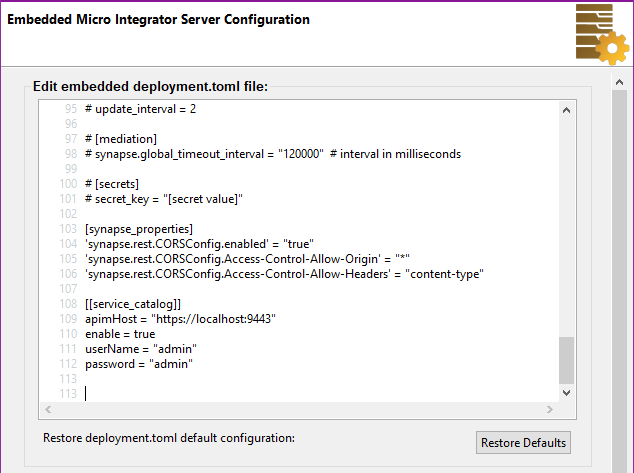 Embedded Micro Integrator Server Configuration
Edit embedded deployment.toml file:
95 # update_interval = 2
96
97 # [mediation]
98 # synapse.global_timeout_interval = "120000"  # interval in milliseconds
99
100 # [secrets]
101 # secret_key = "[secret value]"
102
103 [synapse_properties]
104 'synapse.rest.CORSConfig.enabled' = "true"
105 'synapse.rest.CORSConfig.Access-Control-Allow-Origin' = "*"
106 'synapse.rest.CORSConfig.Access-Control-Allow-Headers' = "content-type"
107
108 [[service_catalog]]
109 apimHost = "https://localhost:9443"
110 enable = true
111 userName = "admin"
112 password = "admin"
113
113
Restore deployment.toml default configuration:
Restore Defaults